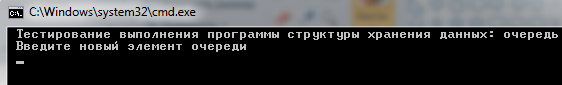 C:\Windows\system32\cmd.exe
Тестирование выполнения программы структуры хранения данных: очередь
Введите новый элемент очереди